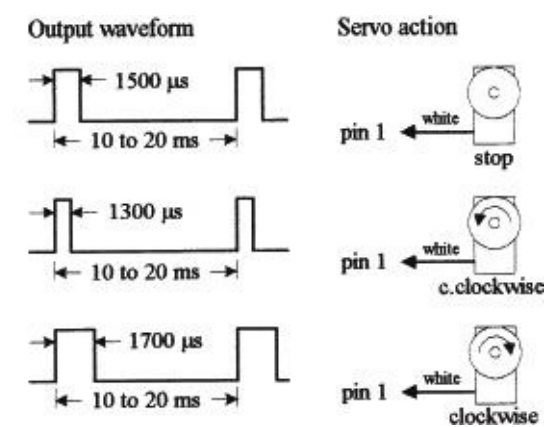 Output waveform
Servo action
1500 µs
10 to 20 ms
pin 1
white
stop
1300 µs
10 to 20 ms
pin 1
white
c.clockwise
1700 µs
10 to 20 ms
pin 1
white
clockwise